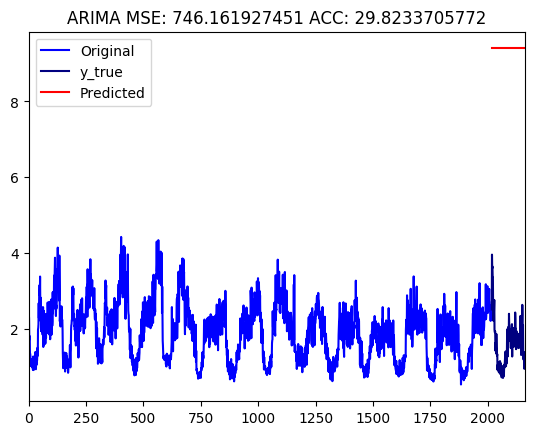 ARIMA MSE: 746.161927451 ACC: 29.8233705772
Original
y_true
Predicted
8
6
4
2
0 250 500 750 1000 1250 1500 1750 2000